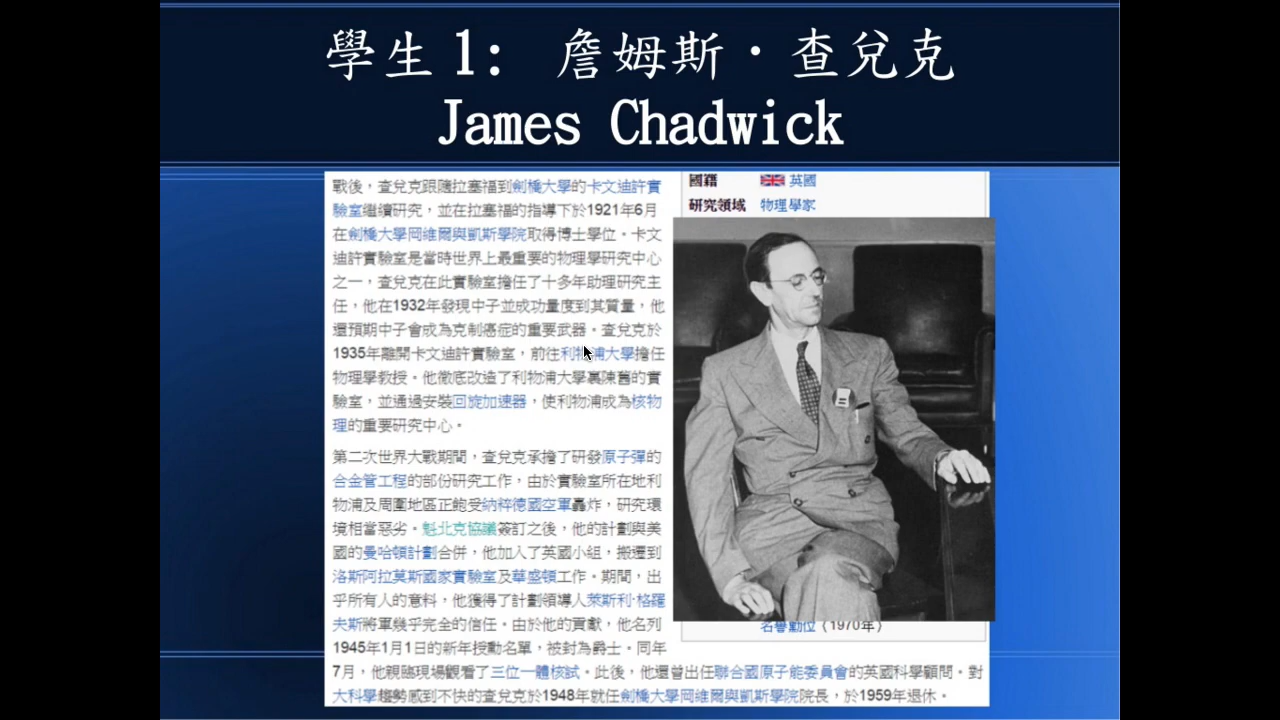 學生1: 詹姆斯·查兌克
James Chadwick
戰後，查兌克跟隨拉塞福到劍橋大學的卡文迪許實
驗室繼續研究，並在拉塞福的指導下於1921年6月
在劍橋大學岡維爾與凱斯學院取得博士學位。卡文
迪許實驗室是當時世界上最重要的物理學研究中心
之一，查兌克在此實驗室擔任了十多年助理研究主
任，他在1932年發現中子並成功量度到其質量，他
還預期中子會成為克制癌症的重要武器。查兌克於
1935年離開卡文迪許實驗室，前往利物浦大學擔任
物理學教授。他徹底改造了利物浦大學裏陳舊的實
驗室，並通過安裝回旋加速器，使利物浦成為核物
理的重要研究中心。
第二次世界大戰期間，查兌克承擔了研發原子彈的
合金管工程的部份研究工作，由於實驗室所在地利
物浦及周圍地區正飽受納粹德國空軍轟炸，研究環
境相當惡劣。魁北克協議簽訂之後，他的計劃與美
國的曼哈頓計劃合併，他加入了英國小組，搬遷到
洛斯阿拉莫斯國家實驗室及華盛頓工作。期間，出
乎所有人的意料，他獲得了計劃領導人萊斯利·格羅
夫斯將軍幾乎完全的信任。由於他的貢獻，他名列
1945年1月1日的新年授勳名單，被封為爵士。同年
7月，他親臨現場觀看了三位一體核試。此後，他還曾出任聯合國原子能委員會的英國科學顧問。對
大科學趨勢感到不快的查兌克於1948年就任劍橋大學岡維爾與凱斯學院院長，於1959年退休。
國籍 英國
研究領域 物理學家
名譽勳位（1970年）